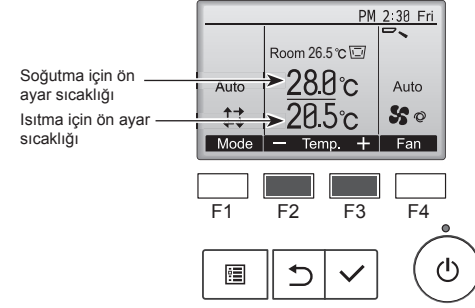 PM 2:30 Fri
Room 26.5℃
Soğutma için ön
ayar sıcaklığı
Auto
28.0℃
Auto
Isıtma için ön ayar
sıcaklığı
20.5℃
Mode
− Temp. +
Fan
F1
F2
F3
F4